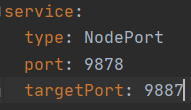 service:
  type: NodePort
  port: 9878
  targetPort: 9887